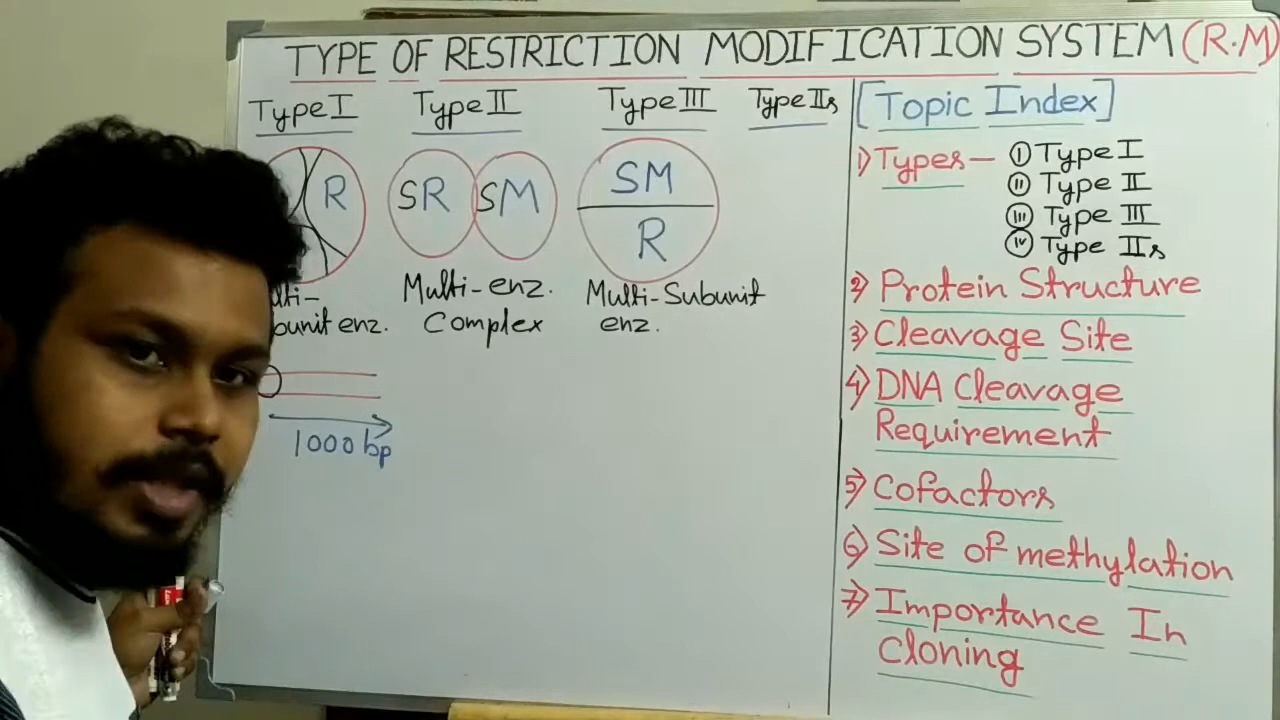 TYPE OF RESTRICTION MODIFICATION SYSTEM (R.M)
Type I
Type II
Type III
Type IIs
R
SR
SM
SM
R
Multi-enz.
Complex
Multi-Subunit
enz.
enz.
1000 bp
[Topic Index]
1) Types— (i) Type I
(ii) Type II
(iii) Type III
(iv) Type IIs
2) Protein Structure
3) Cleavage Site
4) DNA Cleavage
Requirement
5) Cofactors
6) Site of methylation
7) Importance In
Cloning